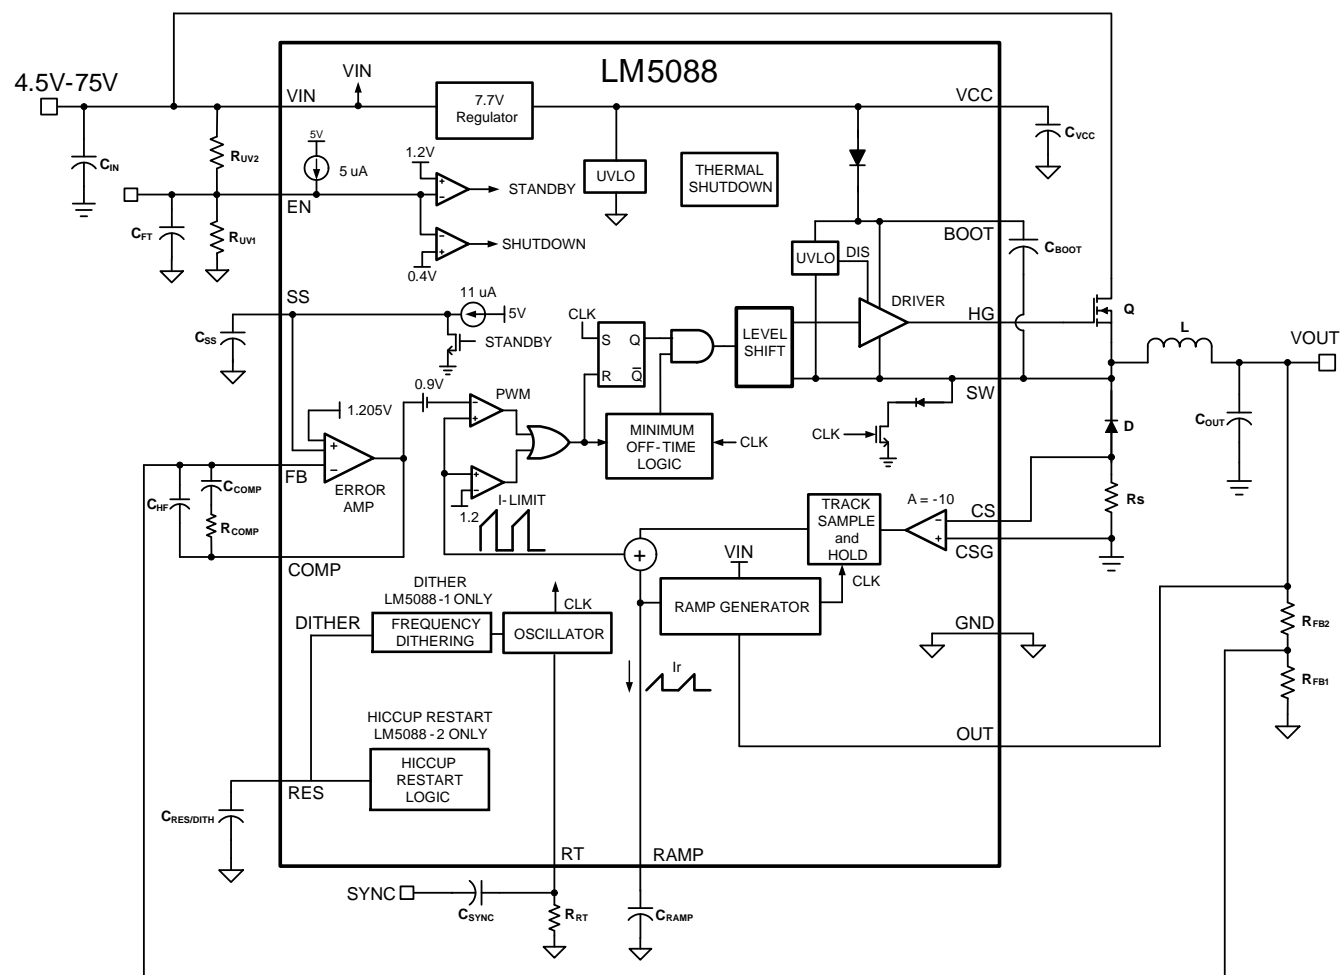 LM5088
4.5V-75V
VIN
VIN
7.7V
Regulator
VCC
CVCC
CIN
RUV2
5V
5 uA
1.2V
STANDBY
UVLO
THERMAL
SHUTDOWN
EN
CFT
RUV1
SHUTDOWN
0.4V
BOOT
CBOOT
UVLO
DIS
DRIVER
HG
Q
SS
11 uA
5V
CLK
S
Q
R
Q
LEVEL
SHIFT
L
VOUT
CSS
STANDBY
SW
0.9V
PWM
1.205V
CLK
D
COUT
MINIMUM
OFF-TIME
LOGIC
CLK
FB
ERROR
AMP
CCOMP
CHF
RCOMP
1.2
I-LIMIT
A = -10
TRACK
SAMPLE
and
HOLD
CS
CSG
Rs
COMP
VIN
CLK
DITHER
LM5088-1 ONLY
CLK
DITHER
FREQUENCY
DITHERING
OSCILLATOR
RAMP GENERATOR
GND
RFB2
Ir
RFB1
HICCUP RESTART
LM5088-2 ONLY
OUT
HICCUP
RESTART
LOGIC
RES
CRES/DITH
RT
RAMP
SYNC
CSYNC
RRT
CRAMP